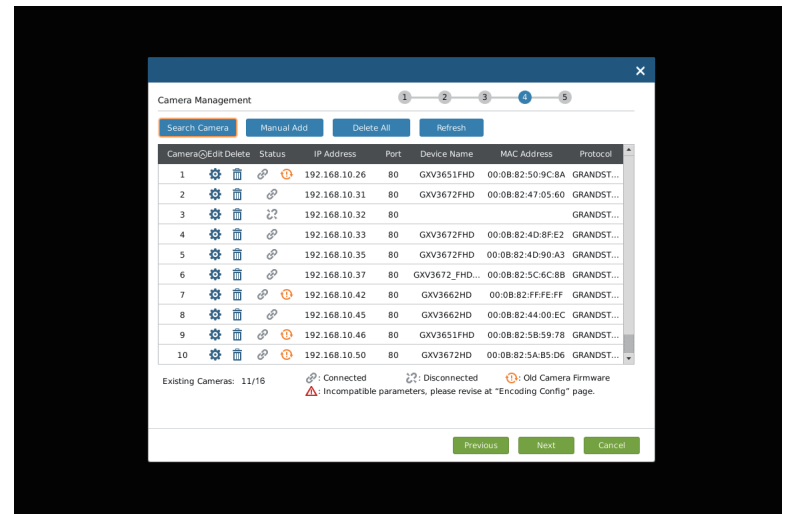 ×
Camera Management 1 2 3 4 5
Search Camera Manual Add Delete All Refresh
Camera Edit Delete Status IP Address Port Device Name MAC Address Protocol
1 192.168.10.26 80 GXV3651FHD 00:0B:82:50:9C:8A GRANDST...
2 192.168.10.31 80 GXV3672FHD 00:0B:82:47:05:60 GRANDST...
3 192.168.10.32 80 GRANDST...
4 192.168.10.33 80 GXV3672FHD 00:0B:82:4D:8F:E2 GRANDST...
5 192.168.10.35 80 GXV3672FHD 00:0B:82:4D:90:A3 GRANDST...
6 192.168.10.37 80 GXV3672_FHD... 00:0B:82:5C:6C:8B GRANDST...
7 192.168.10.42 80 GXV3662HD 00:0B:82:FF:FE:FF GRANDST...
8 192.168.10.45 80 GXV3662HD 00:0B:82:44:00:EC GRANDST...
9 192.168.10.46 80 GXV3651FHD 00:0B:82:5B:59:78 GRANDST...
10 192.168.10.50 80 GXV3672HD 00:0B:82:5A:B5:D6 GRANDST...
Existing Cameras: 11/16 : Connected : Disconnected : Old Camera Firmware
: Incompatible parameters, please revise at "Encoding Config" page.
Previous Next Cancel